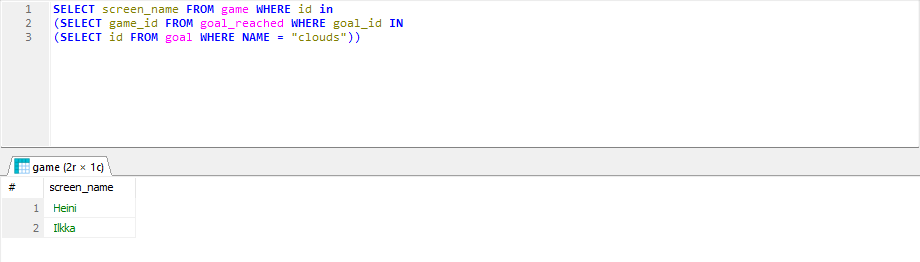 1 SELECT screen_name FROM game WHERE id in
2 (SELECT game_id FROM goal_reached WHERE goal_id IN
3 (SELECT id FROM goal WHERE NAME = "clouds"))
game (2r × 1c)
# screen_name
1 Heini
2 Ilkka